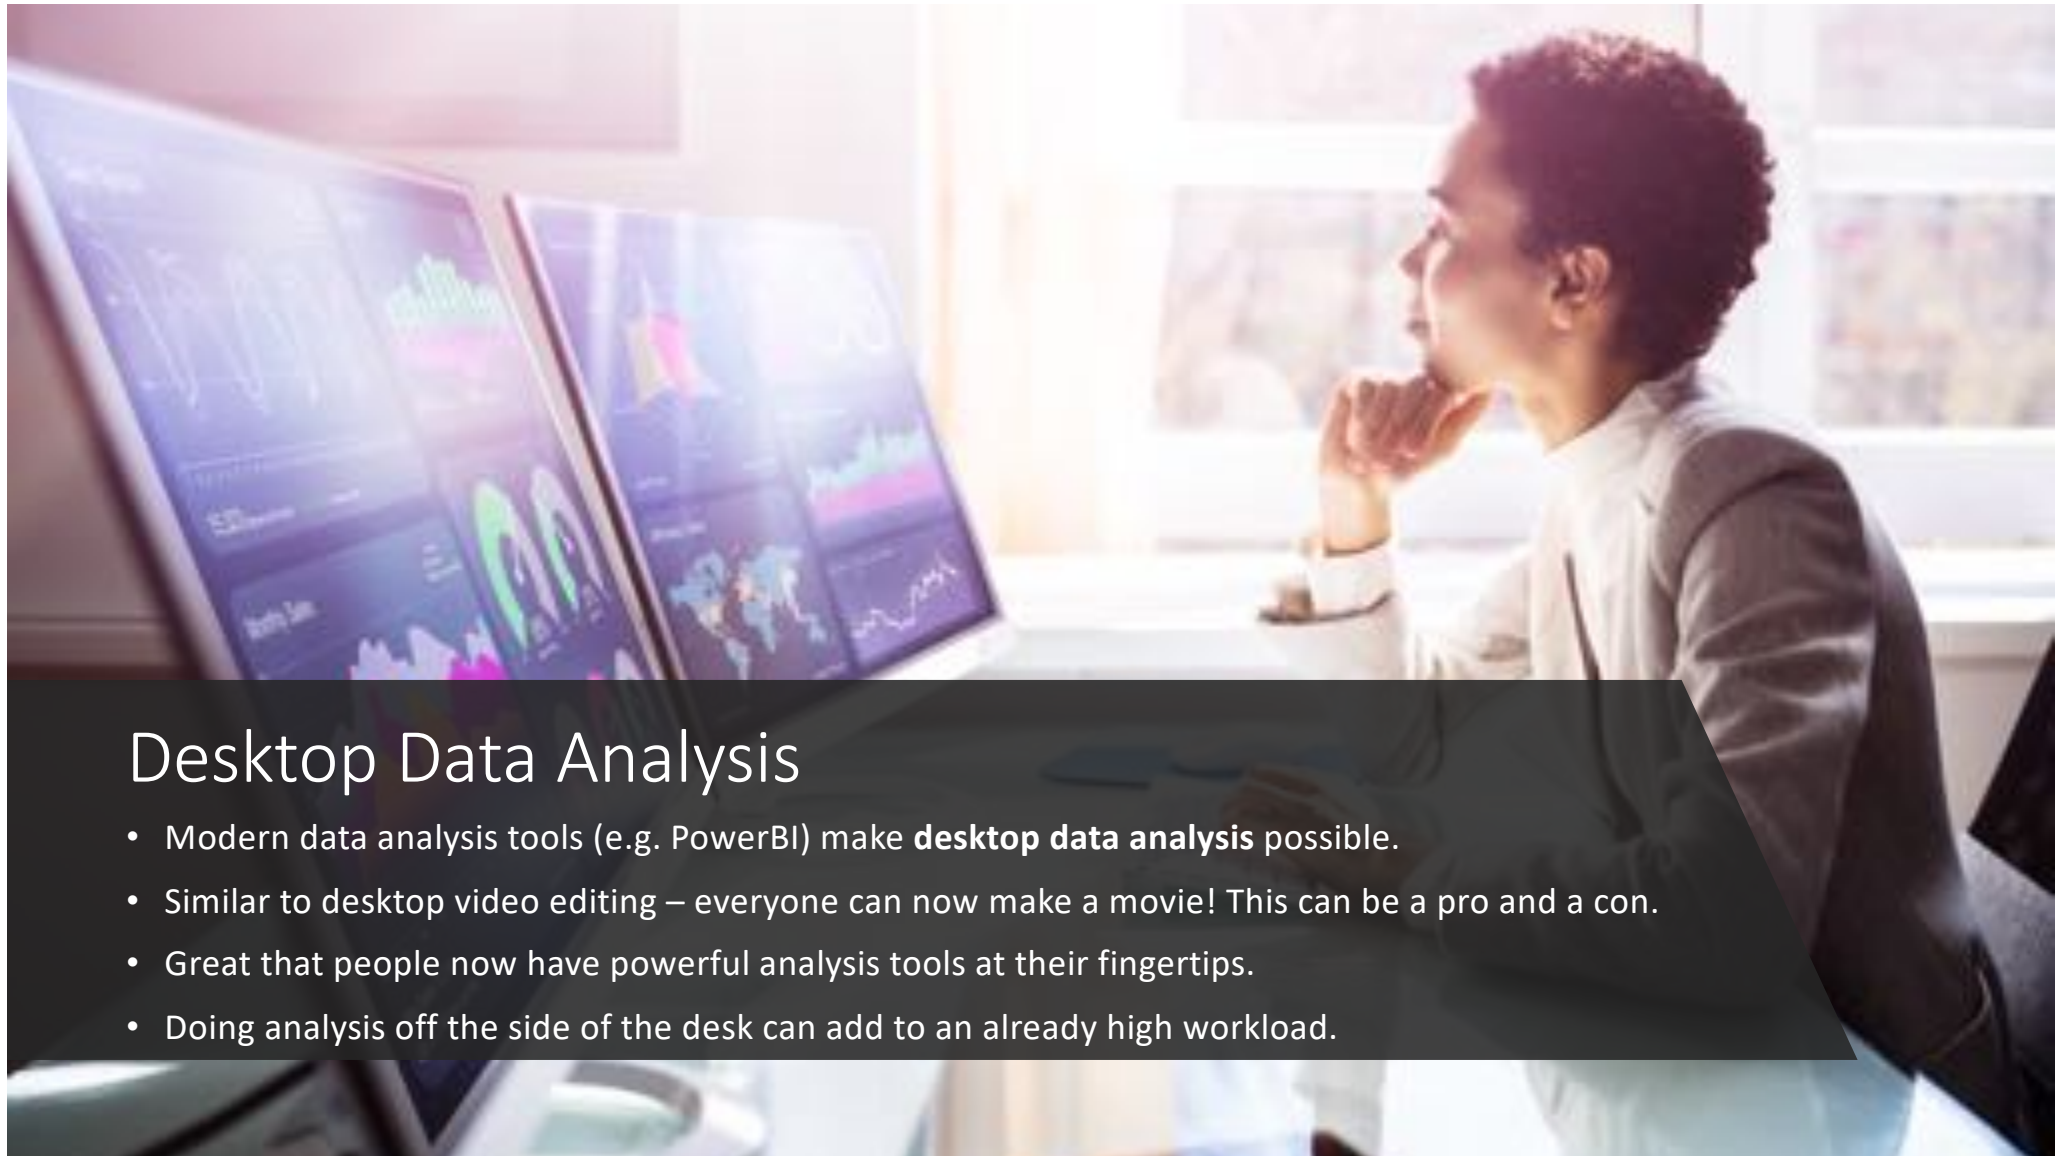 Desktop Data Analysis
• Modern data analysis tools (e.g. PowerBI) make desktop data analysis possible.
• Similar to desktop video editing – everyone can now make a movie! This can be a pro and a con.
• Great that people now have powerful analysis tools at their fingertips.
• Doing analysis off the side of the desk can add to an already high workload.